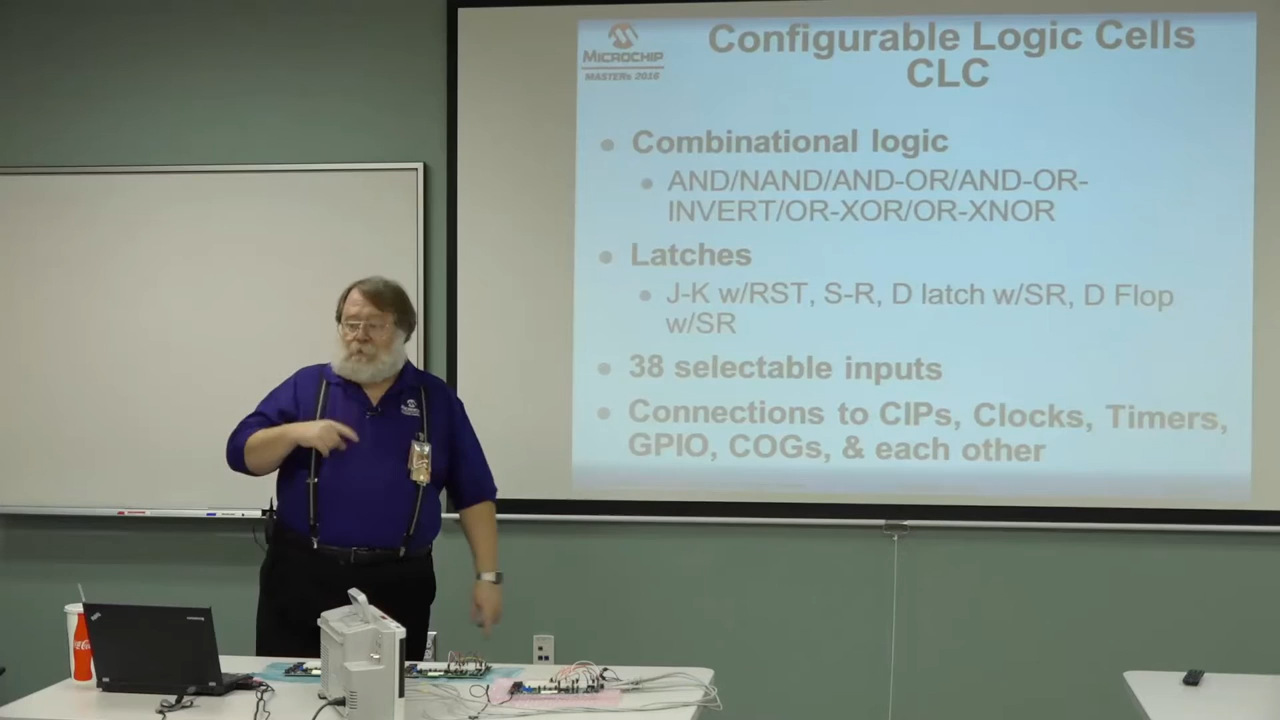 MICROCHIP
MASTERs 2016
Configurable Logic Cells
CLC
• Combinational logic
• AND/NAND/AND-OR/AND-OR-
INVERT/OR-XOR/OR-XNOR
• Latches
• J-K w/RST, S-R, D latch w/SR, D Flop
w/SR
• 38 selectable inputs
• Connections to CIPs, Clocks, Timers,
GPIO, COGs, & each other